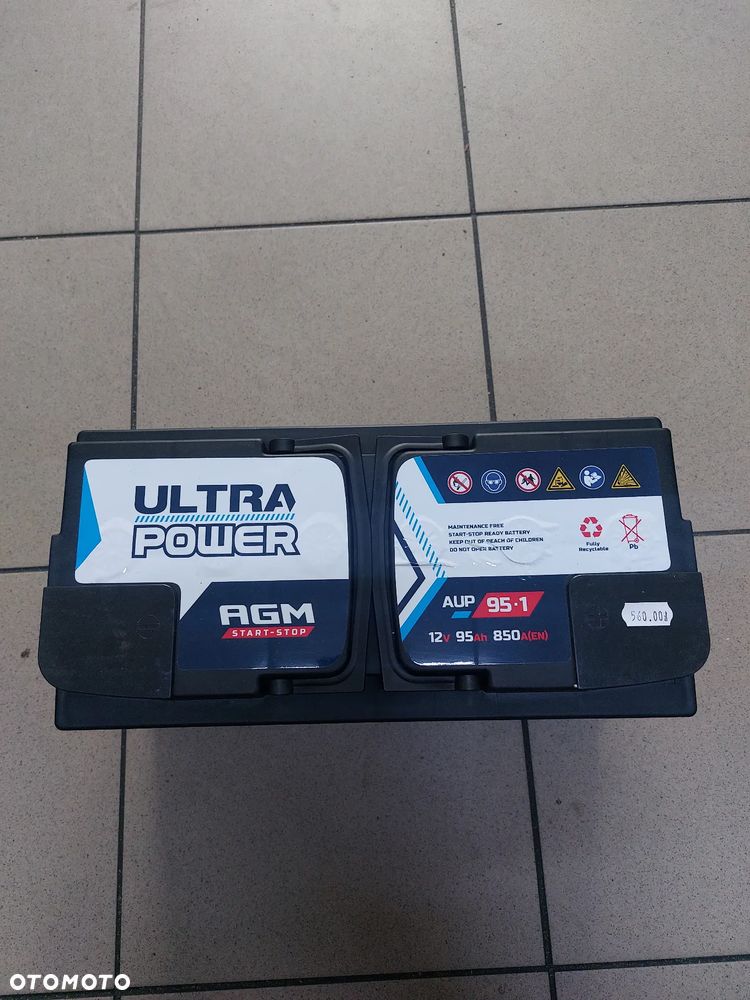 ULTRA
POWER
AGM
START-STOP
MAINTENANCE FREE
START-STOP READY BATTERY
KEEP OUT OF REACH OF CHILDREN
DO NOT OPER BATTERY
Fully
Recyclable
Pb
AUP 95·1
12V 95Ah 850A(EN)
560.00
OTOMOTO